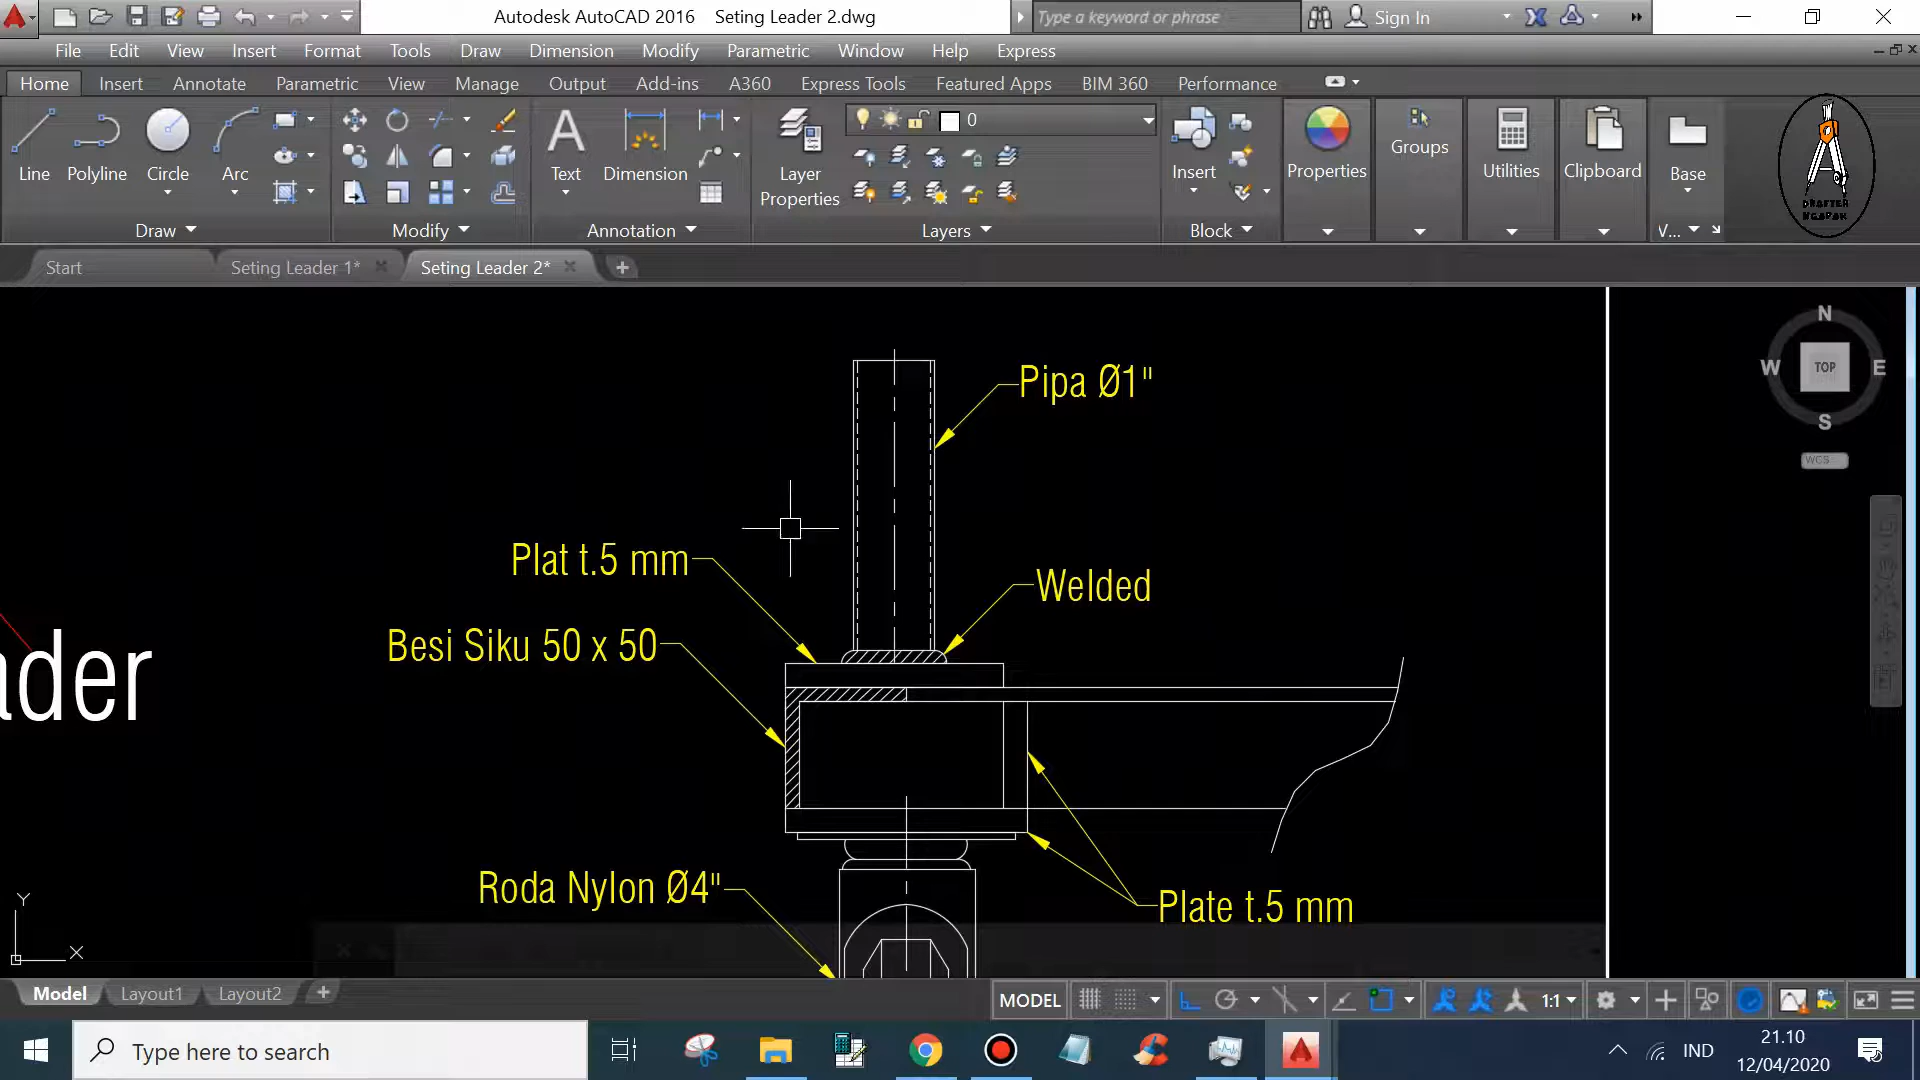 Autodesk AutoCAD 2016 Seting Leader 2.dwg
Type a keyword or phrase
Sign In
File Edit View Insert Format Tools Draw Dimension Modify Parametric Window Help Express
Home Insert Annotate Parametric View Manage Output Add-ins A360 Express Tools Featured Apps BIM 360 Performance
Line Polyline Circle Arc
Text Dimension
Layer Properties
0
Insert
Properties
Groups
Utilities
Clipboard
Base
DRAFTER
NGAPAK
Draw Modify Annotation Layers Block V...
Start Seting Leader 1* Seting Leader 2*
N
W TOP E
S
WCS
Pipa Ø1"
Plat t.5 mm
Welded
Besi Siku 50 x 50
ader
Roda Nylon Ø4"
Plate t.5 mm
Y
X
Model Layout1 Layout2
MODEL 1:1
Type here to search
IND
21.10
12/04/2020